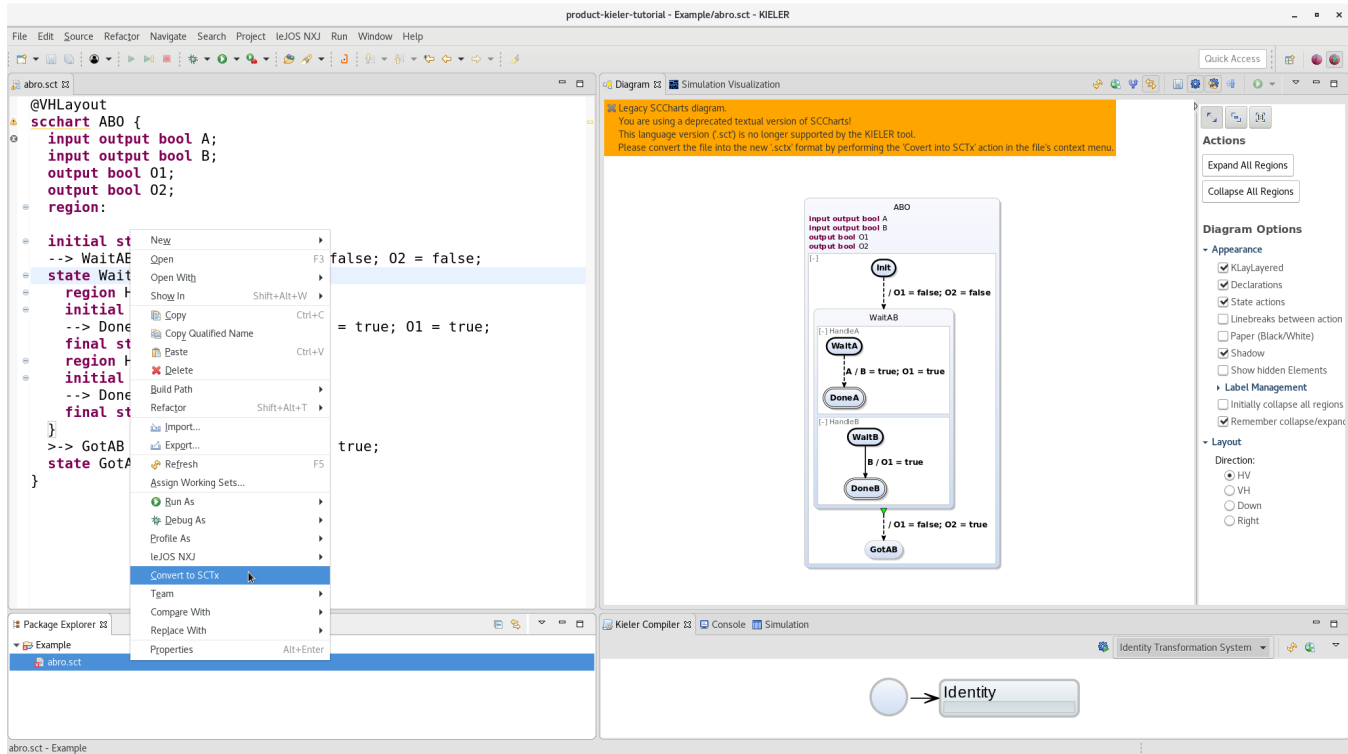 product-kieler-tutorial - Example/abro.sct - KIELER
File Edit Source Refactor Navigate Search Project leJOS NXJ Run Window Help
Quick Access
abro.sct
@VHLayout
scchart ABO {
input output bool A;
input output bool B;
output bool O1;
output bool O2;
region:
initial st
--> WaitAB
false; O2 = false;
state Wait
region H
initial
--> Done
= true; O1 = true;
final st
region H
initial
--> Done
final st
}
>-> GotAB
true;
state GotA
}
New
Open F3
Open With
Show In Shift+Alt+W
Copy Ctrl+C
Copy Qualified Name
Paste Ctrl+V
Delete
Build Path
Refactor Shift+Alt+T
Import...
Export...
Refresh F5
Assign Working Sets...
Run As
Debug As
Profile As
leJOS NXJ
Convert to SCTx
Team
Compare With
Replace With
Properties Alt+Enter
Package Explorer
Example
abro.sct
abro.sct - Example
Diagram Simulation Visualization
Legacy SCCharts diagram.
You are using a deprecated textual version of SCCharts!
This language version ('.sct') is no longer supported by the KIELER tool.
Please convert the file into the new '.sctx' format by performing the 'Covert into SCTx' action in the file's context menu.
ABO
input output bool A
input output bool B
output bool O1
output bool O2
[-]
Init
/ O1 = false; O2 = false
WaitAB
[-] HandleA
WaitA
A / B = true; O1 = true
DoneA
[-] HandleB
WaitB
B / O1 = true
DoneB
/ O1 = false; O2 = true
GotAB
Actions
Expand All Regions
Collapse All Regions
Diagram Options
Appearance
KLayLayered
Declarations
State actions
Linebreaks between action
Paper (Black/White)
Shadow
Show hidden Elements
Label Management
Initially collapse all regions
Remember collapse/expand
Layout
Direction:
HV
VH
Down
Right
Kieler Compiler Console Simulation
Identity Transformation System
Identity